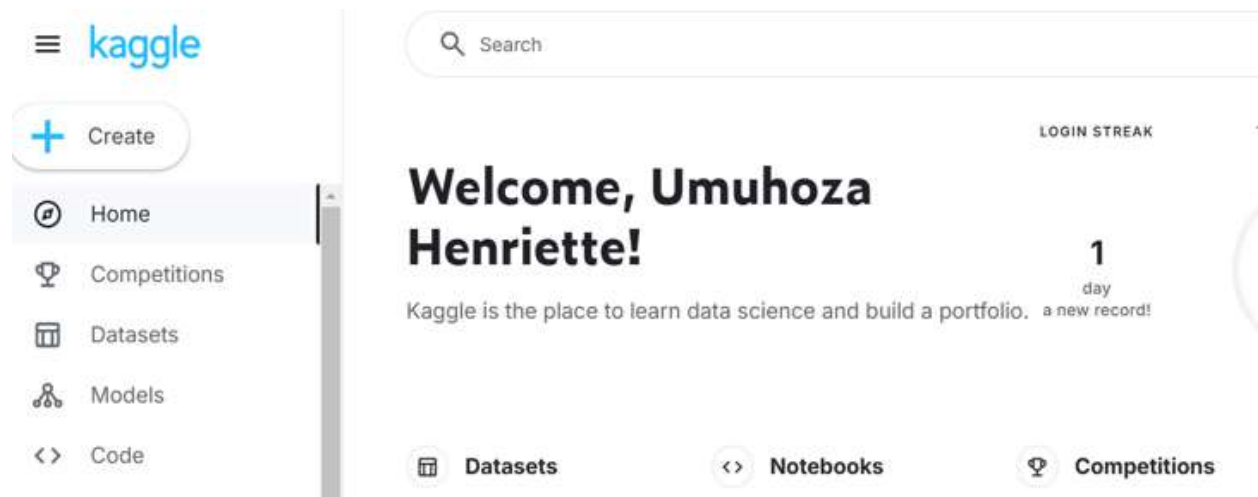 kaggle
Search
Create
Home
Competitions
Datasets
Models
Code
LOGIN STREAK
Welcome, Umuhoza
Henriette!
Kaggle is the place to learn data science and build a portfolio.
1
day
a new record!
Datasets
Notebooks
Competitions